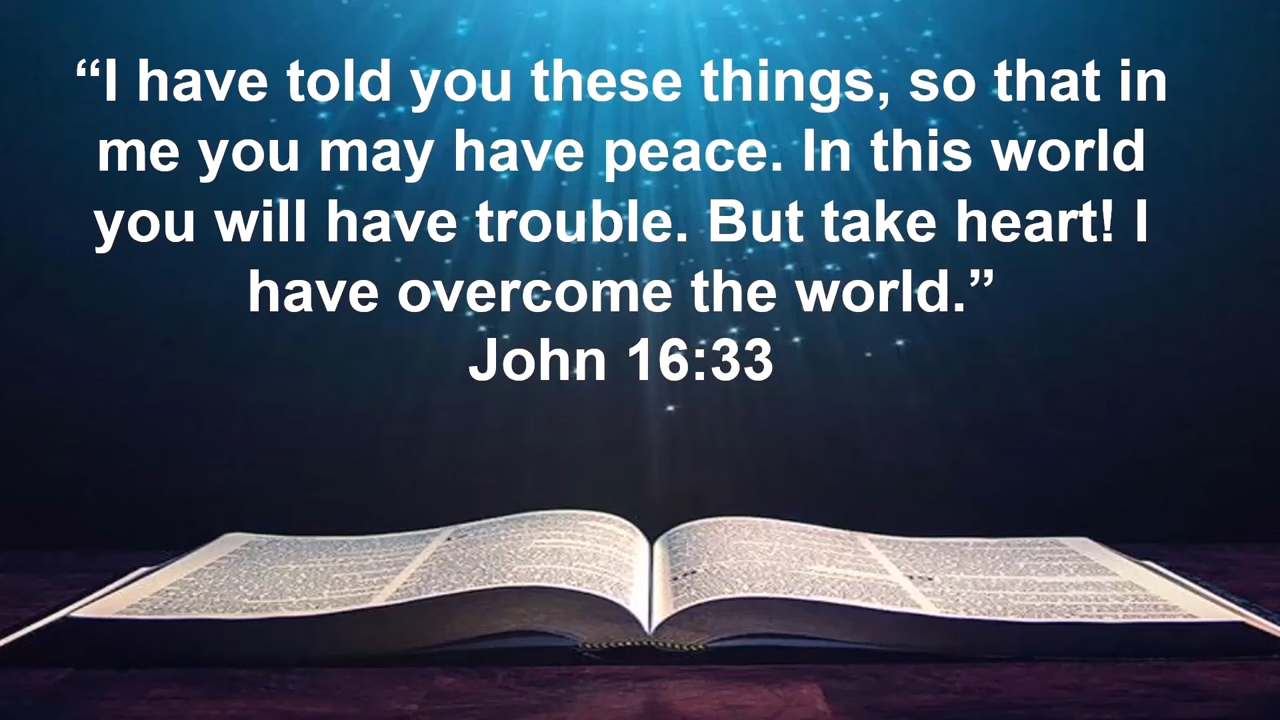 “I have told you these things, so that in
me you may have peace. In this world
you will have trouble. But take heart! I
have overcome the world.”
John 16:33